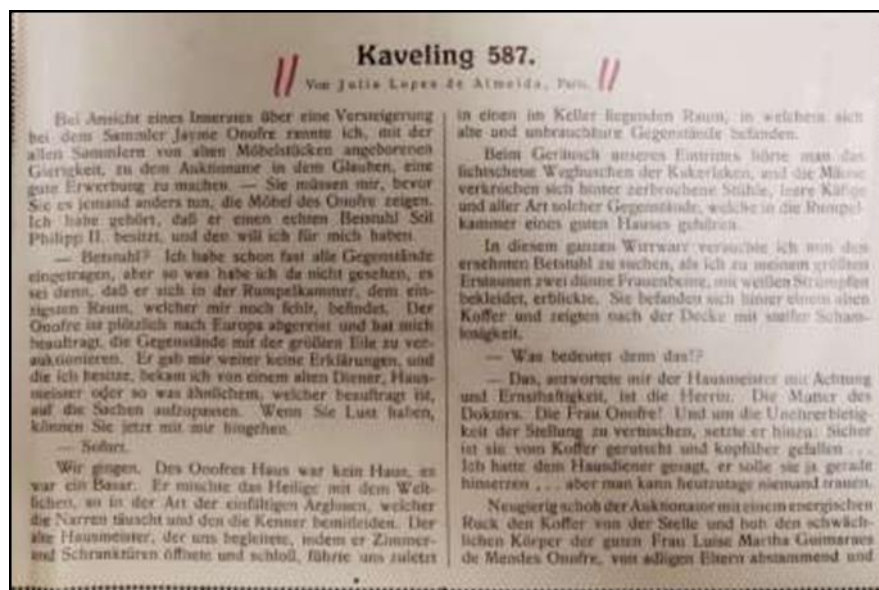 Kaveling 587.
Von Julia Lopes de Almeida, Paris.
Bei Ansicht eines Inserates über eine Versteigerung
bei dem Sammler Jayme Onofre rannte ich, mit der
allen Sammlern von alten Möbelstücken angeborenen
Gierigkeit, zu dem Auktioname in dem Glauben, eine
gute Erwerbung zu machen. — Sie müssen mir, bevor
Sie es jemand anders tun, die Möbel des Onofre zeigen.
Ich habe gehört, daß er einen echten Betstuhl Seit
Philipp II. besitzt, und den will ich für mich haben.
— Betstuhl? Ich habe schon fast alle Gegenstände
eingetragen, aber so was habe ich da nicht gesehen, es
sei denn, daß er sich in der Rumpelkammer, dem ein-
zigsten Raum, welcher mir noch fehlt, befindet. Der
Onofre ist plötzlich nach Europa abgereist und hat mich
beauftragt, die Gegenstände mit der größten Eile zu ver-
auktionieren. Er gab mir weiter keine Erklärungen, und
die ich besitze, bekam ich von einem alten Diener, Haus-
meister oder so was ähnlichem, welcher beauftragt ist,
auf die Sachen aufzupassen. Wenn Sie Lust haben,
können Sie jetzt mit mir hingehen.
— Sofort.
Wir gingen. Des Onofres Haus war kein Haus, es
war ein Basar. Er mischte das Heilige mit dem Welt-
lichen, so in der Art der einfältigen Arglosen, welcher
die Narren täuscht und den die Kenner bemitleiden. Der
alte Hausmeister, der uns begleitete, indem er Zimmer-
und Schranktüren öffnete und schloß, führte uns zuletzt
in einen im Keller liegenden Raum, in welchem sich
alte und unbrauchbare Gegenstände befanden.
Beim Geräusch unseres Eintrittes hörte man das
lichtscheue Weghuschen der Kakerlaken, und die Mäuse
verkrochen sich hinter zerbrochene Stühle, leere Käfige
und aller Art solcher Gegenstände, welche in die Rumpel-
kammer eines guten Hauses gehören.
In diesem ganzen Wirrwarr versuchte ich nun den
ersehnten Betstuhl zu suchen, als ich zu meinem größten
Erstaunen zwei dünne Frauenbeine, mit weißen Strümpfen
bekleidet, erblickte. Sie befanden sich hinter einem alten
Koffer und zeigten nach der Decke mit steifer Scham-
losigkeit.
— Was bedeutet denn das!?
— Das, antwortete mir der Hausmeister mit Achtung
und Ernsthaftigkeit, ist die Herrin. Die Mutter des
Doktors. Die Frau Onofre! Und um die Unehrerbietig-
keit der Stellung zu verwischen, setzte er hinzu: Sicher
ist sie vom Koffer gerutscht und kopfüber gefallen . . .
Ich hatte dem Hausdiener gesagt, er solle sie ja gerade
hinsetzen . . . aber man kann heutzutage niemand trauen.
Neugierig schob der Auktionator mit einem energischen
Ruck den Koffer von der Stelle und hob den schwäch-
lichen Körper der guten Frau Luise Martha Guimaraes
de Mendes Onofre, von adligen Eltern abstammend und